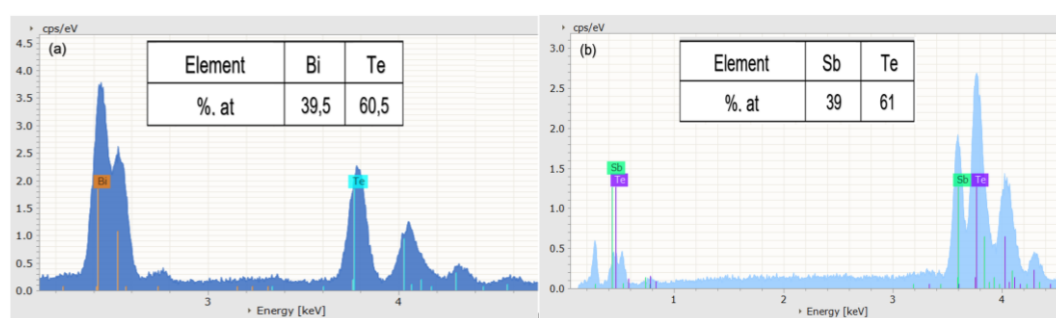 cps/eV
(a)
Element Bi Te
%. at 39,5 60,5
4.5
4.0
3.5
3.0
2.5
2.0
1.5
1.0
0.5
0.0
Bi
Te
3 4
Energy [keV]
cps/eV
(b)
Element Sb Te
%. at 39 61
3.0
2.5
2.0
1.5
1.0
0.5
0.0
Sb
Te
Sb Te
1 2 3 4
Energy [keV]